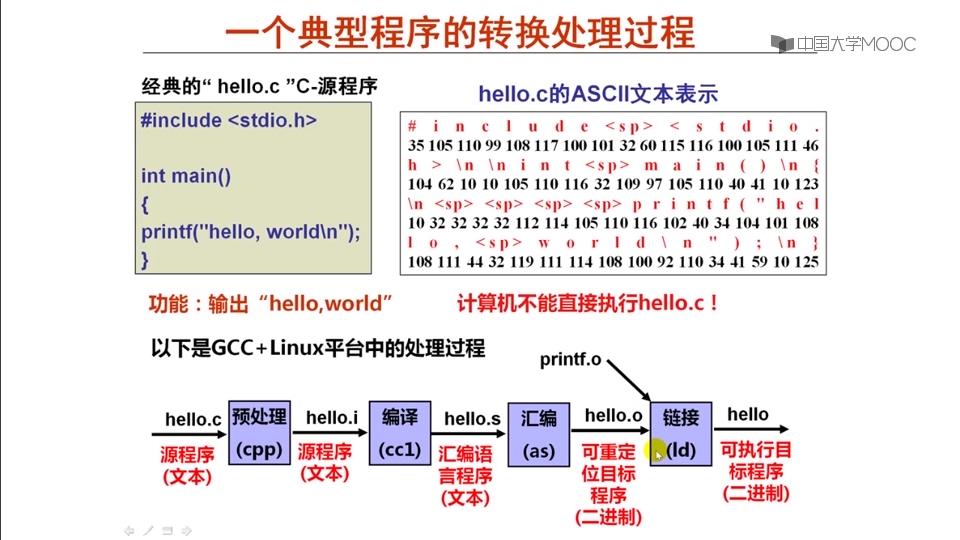 一个典型程序的转换处理过程
中国大学MOOC
经典的“ hello.c ”C-源程序
#include <stdio.h>
int main()
{
printf("hello, world\n");
}
hello.c的ASCII文本表示
# i n c l u d e <sp> < s t d i o .
35 105 110 99 108 117 100 101 32 60 115 116 100 105 111 46
h > \n \n i n t <sp> m a i n ( ) \n {
104 62 10 10 105 110 116 32 109 97 105 110 40 41 10 123
\n <sp> <sp> <sp> <sp> p r i n t f ( " h e l
10 32 32 32 32 112 114 105 110 116 102 40 34 104 101 108
l o , <sp> w o r l d \ n " ) ; \n }
108 111 44 32 119 111 114 108 100 92 110 34 41 59 10 125
功能：输出“hello,world”
计算机不能直接执行hello.c！
以下是GCC+Linux平台中的处理过程
printf.o
hello.c
源程序
(文本)
预处理
(cpp)
hello.i
源程序
(文本)
编译
(cc1)
hello.s
汇编语
言程序
(文本)
汇编
(as)
hello.o
可重定
位目标
程序
(二进制)
链接
(ld)
hello
可执行目
标程序
(二进制)